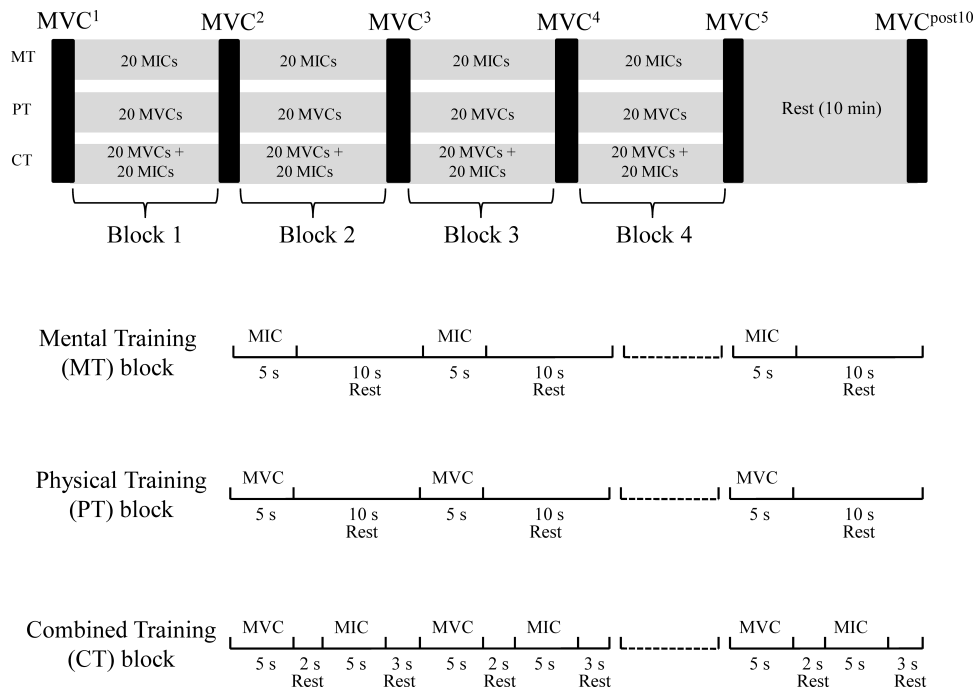 MVC¹ MVC² MVC³ MVC⁴ MVC⁵ MVCᵖᵒˢᵗ¹⁰
MT 20 MICs 20 MICs 20 MICs 20 MICs
PT 20 MVCs 20 MVCs 20 MVCs 20 MVCs
Rest (10 min)
CT 20 MVCs + 20 MVCs + 20 MVCs + 20 MVCs +
20 MICs 20 MICs 20 MICs 20 MICs
Block 1 Block 2 Block 3 Block 4
Mental Training
(MT) block
MIC MIC MIC
5 s 10 s 5 s 10 s 5 s 10 s
Rest Rest Rest
Physical Training
(PT) block
MVC MVC MVC
5 s 10 s 5 s 10 s 5 s 10 s
Rest Rest Rest
Combined Training
(CT) block
MVC MIC MVC MIC MVC MIC
5 s 2 s 5 s 3 s 5 s 2 s 5 s 3 s 5 s 2 s 5 s 3 s
Rest Rest Rest Rest Rest Rest